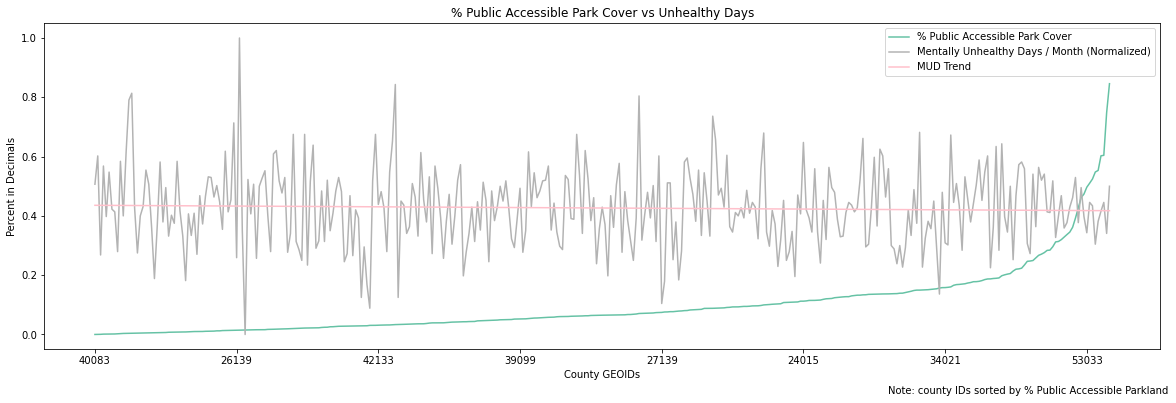 % Public Accessible Park Cover vs Unhealthy Days
% Public Accessible Park Cover
Mentally Unhealthy Days / Month (Normalized)
MUD Trend
Percent in Decimals
1.0
0.8
0.6
0.4
0.2
0.0
40083 26139 42133 39099 27139 24015 34021 53033
County GEOIDs
Note: county IDs sorted by % Public Accessible Parkland